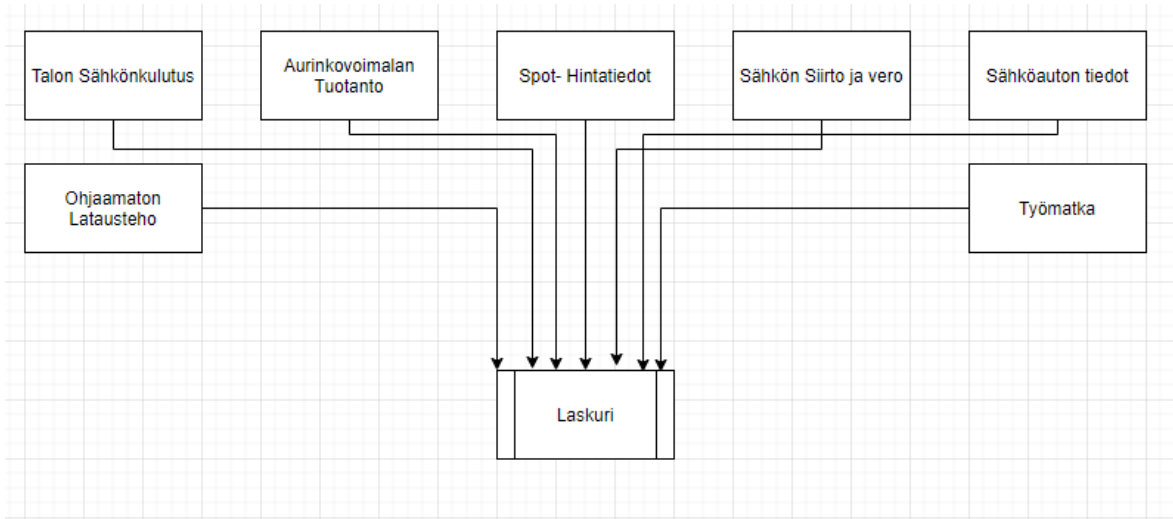 Talon Sähkönkulutus
Aurinkovoimalan
Tuotanto
Spot- Hintatiedot
Sähkön Siirto ja vero
Sähköauton tiedot
Ohjaamaton
Latausteho
Työmatka
Laskuri